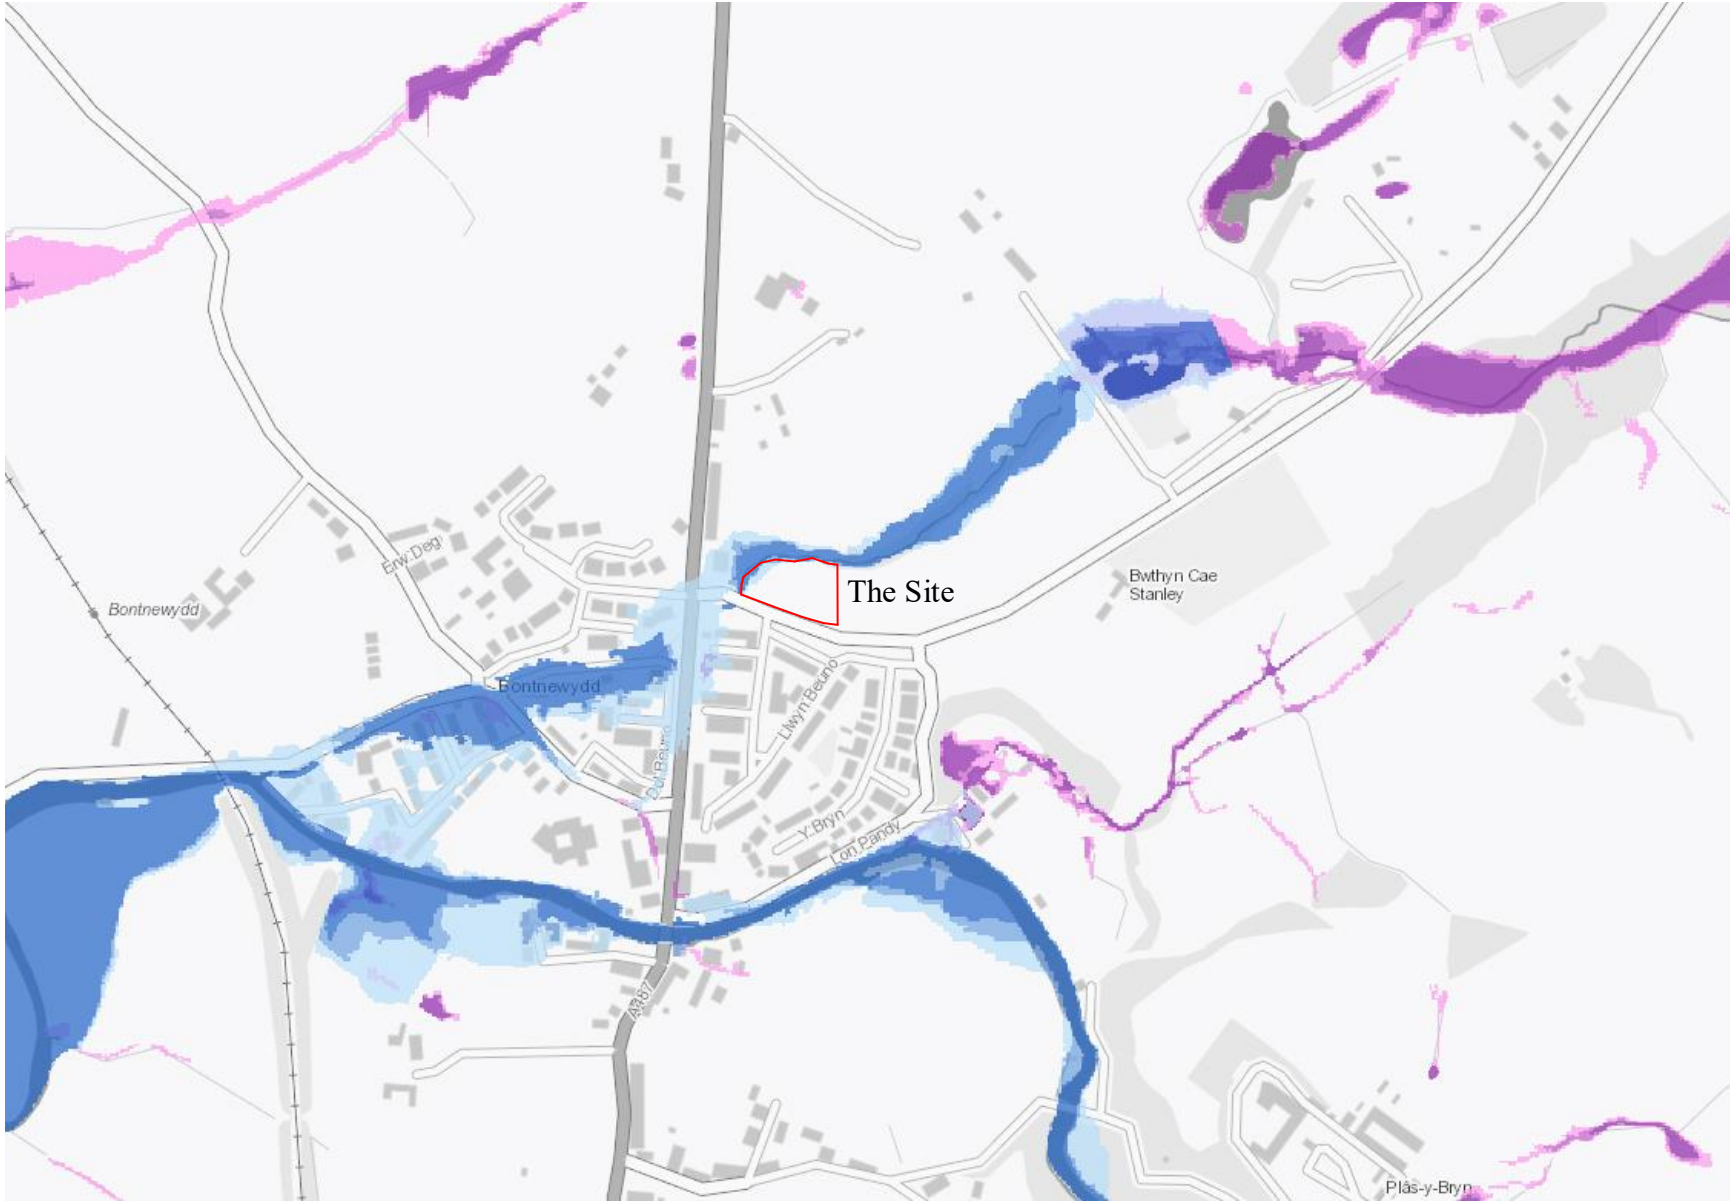 Erw Deg
Bontnewydd
The Site
Bwthyn Cae
Stanley
Bontnewydd
Llwyn Beuno
Dol Beuno
Y Bryn
Lon Pandy
A487
Plâs-y-Bryn